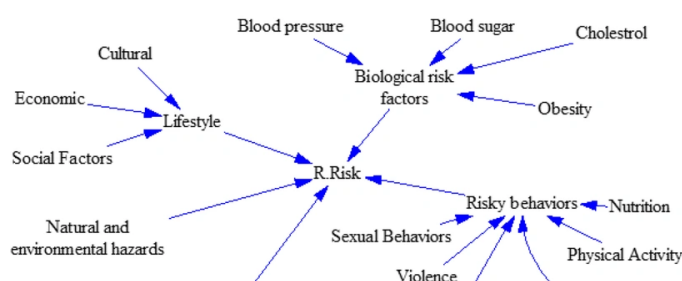 Blood pressure
Blood sugar
Cholestrol
Cultural
Biological risk
factors
Economic
Obesity
Lifestyle
Social Factors
R.Risk
Risky behaviors
Nutrition
Natural and
environmental hazards
Sexual Behaviors
Physical Activity
Violence